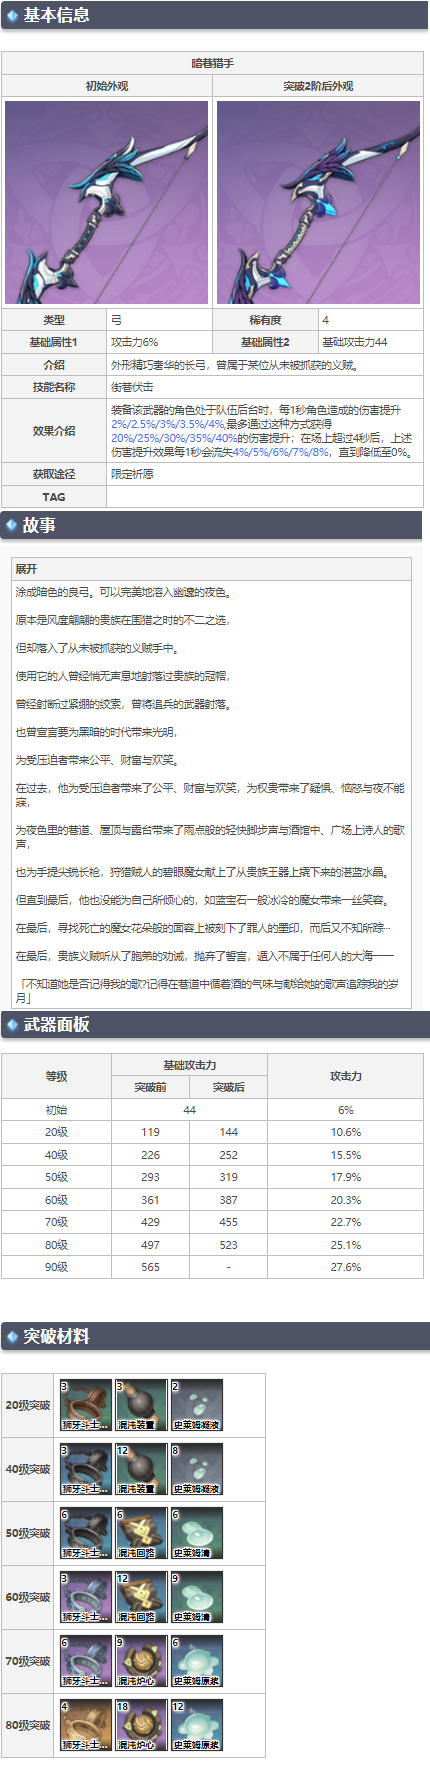 基本信息
暗巷猎手
初始外观 突破2阶后外观
类型 弓 稀有度 4
基础属性1 攻击力6% 基础属性2 基础攻击力44
介绍 外形精巧奢华的长弓，曾属于某位从未被抓获的义贼。
技能名称 街巷伏击
效果介绍 装备该武器的角色处于队伍后台时，每1秒角色造成的伤害提升
2%/2.5%/3%/3.5%/4%,最多通过这种方式获得
20%/25%/30%/35%/40%的伤害提升；在场上超过4秒后，上述
伤害提升效果每1秒会流失4%/5%/6%/7%/8%，直到降低至0%。
获取途径 限定祈愿
TAG
故事
展开
涂成暗色的良弓。可以完美地溶入幽邃的夜色。
原本是风度翩翩的贵族在围猎之时的不二之选，
但却落入了从未被抓获的义贼手中。
使用它的人曾经悄无声息地射落过贵族的冠帽，
曾经射断过紧绷的绞索，曾将追兵的武器射落。
也曾宣言要为黑暗的时代带来光明，
为受压迫者带来公平、财富与欢笑。
在过去，他为受压迫者带来了公平、财富与欢笑，为权贵带来了疑惧、恼怒与夜不能
寐，
为夜色里的巷道、屋顶与露台带来了雨点般的轻快脚步声与酒馆中、广场上诗人的歌
声，
也为手提尖锐长枪，狩猎贼人的碧眼魔女献上了从贵族王器上撬下来的湛蓝水晶。
但直到最后，他也没能为自己所倾心的，如蓝宝石一般冰冷的魔女带来一丝笑容。
在最后，寻找死亡的魔女花朵般的面容上被刻下了罪人的墨印，而后又不知所踪…
在最后，贵族义贼听从了胞弟的劝诫，抛弃了誓言，遁入不属于任何人的大海——
「不知道她是否记得我的歌?记得在巷道中循着酒的气味与献给她的歌声追踪我的岁
月」
武器面板
等级 基础攻击力 攻击力
突破前 突破后
初始 44 6%
20级 119 144 10.6%
40级 226 252 15.5%
50级 293 319 17.9%
60级 361 387 20.3%
70级 429 455 22.7%
80级 497 523 25.1%
90级 565 - 27.6%
突破材料
20级突破 3 狮牙斗士... 3 混沌装置 2 史莱姆凝液
40级突破 3 狮牙斗士... 12 混沌装置 8 史莱姆凝液
50级突破 6 狮牙斗士... 6 混沌回路 6 史莱姆清
60级突破 3 狮牙斗士... 12 混沌回路 9 史莱姆清
70级突破 6 狮牙斗士... 9 混沌炉心 6 史莱姆原浆
80级突破 4 狮牙斗士... 18 混沌炉心 12 史莱姆原浆